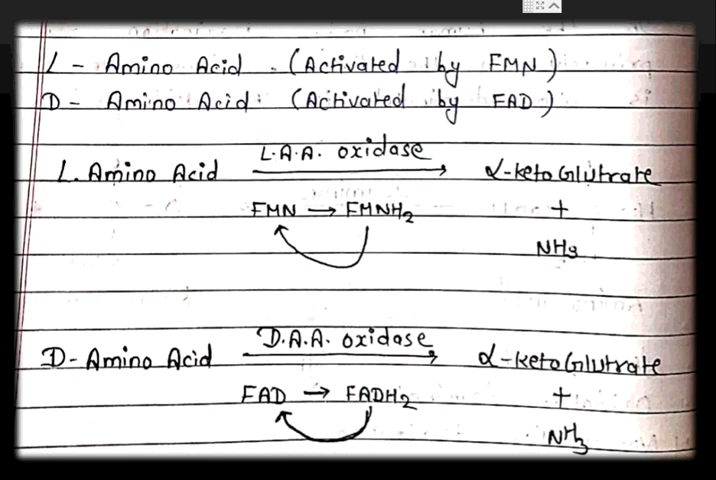 L - Amino Acid . (Activated by FMN)
D - Amino Acid : (Activated by FAD)
L.A.A. oxidase
L. Amino Acid → α-keto Glutrate
FMN → FMNH₂ +
NH₃
D.A.A. oxidase
D - Amino Acid → α-keto Glutrate
FAD → FADH₂ +
NH₃